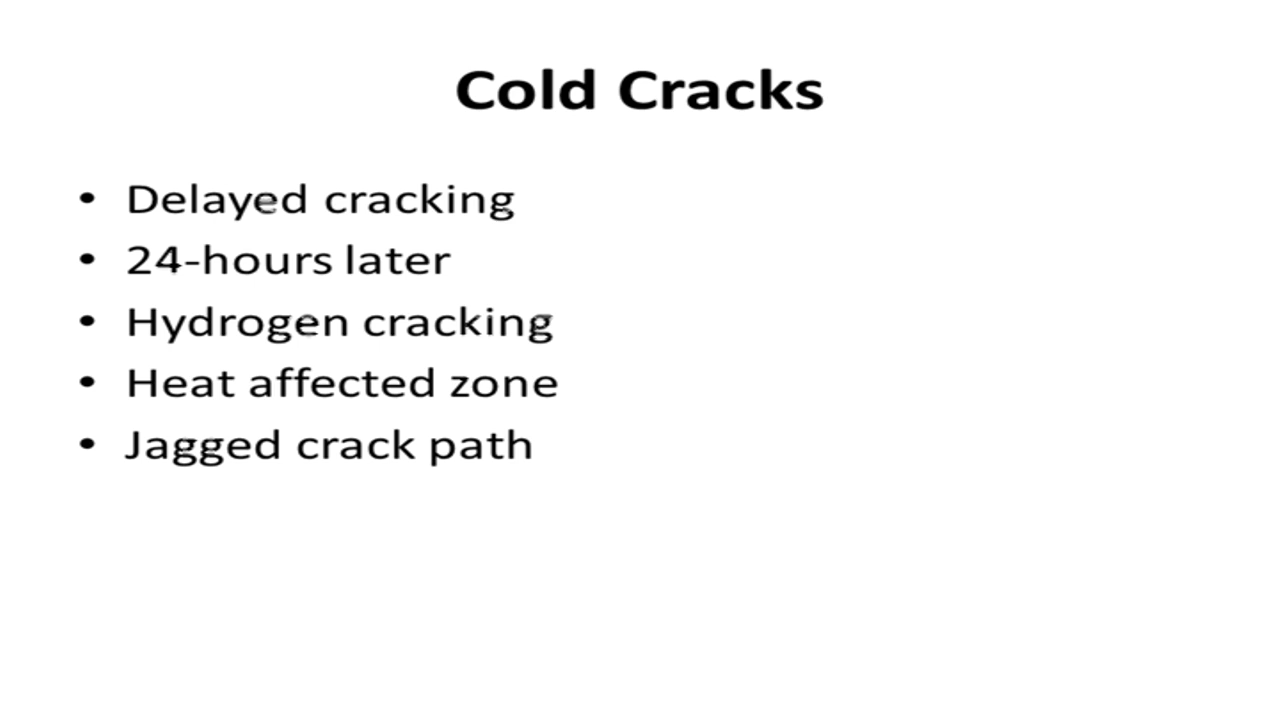 Cold Cracks
• Delayed cracking
• 24-hours later
• Hydrogen cracking
• Heat affected zone
• Jagged crack path